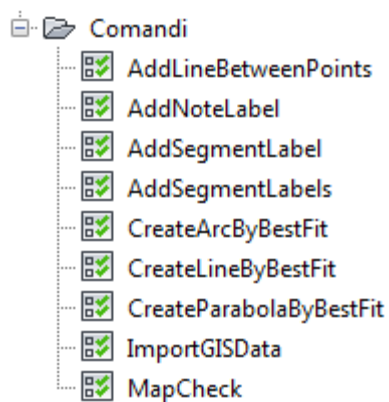 Comandi
AddLineBetweenPoints
AddNoteLabel
AddSegmentLabel
AddSegmentLabels
CreateArcByBestFit
CreateLineByBestFit
CreateParabolaByBestFit
ImportGISData
MapCheck